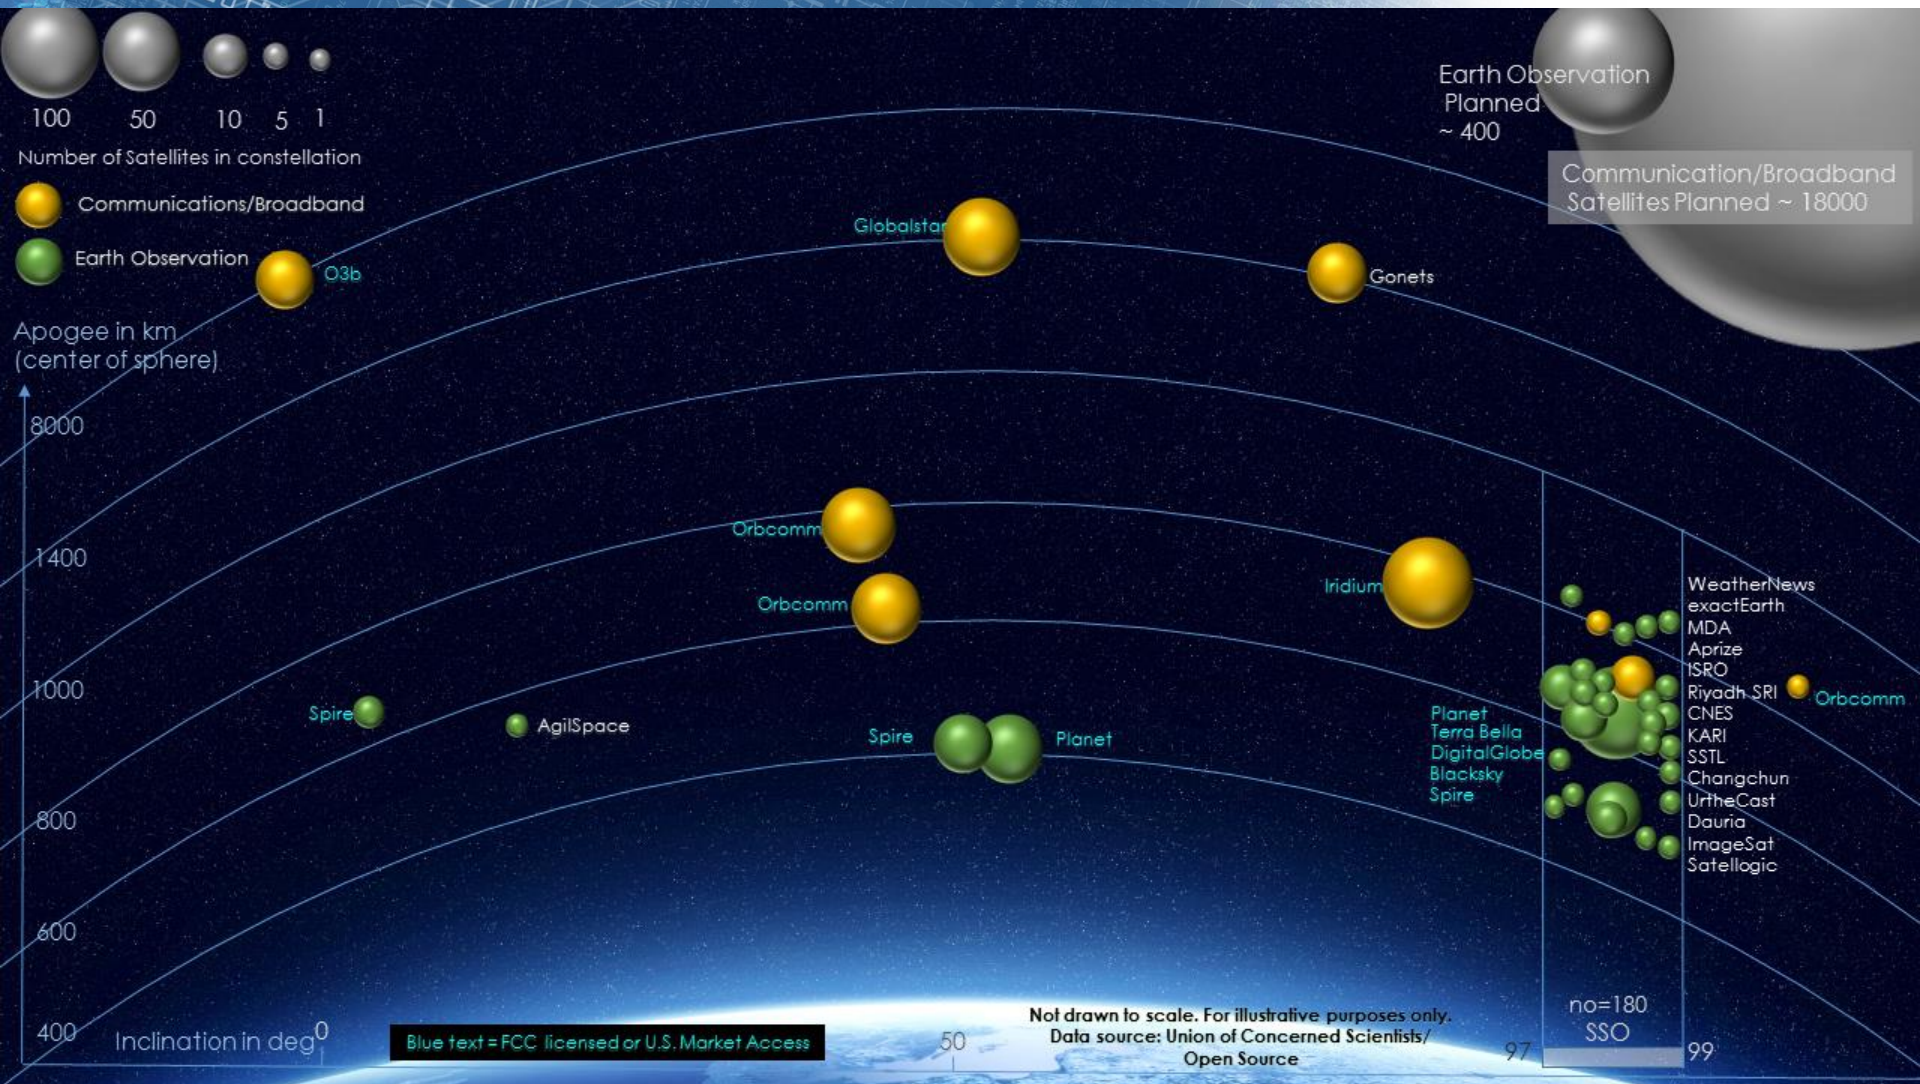 100 50 10 5 1
Number of Satellites in constellation
Communications/Broadband
Earth Observation
Apogee in km
(center of sphere)
8000
1400
1000
800
600
400
O3b
Globalstar
Gonets
Earth Observation
Planned
~ 400
Communication/Broadband
Satellites Planned ~ 18000
Orbcomm
Orbcomm
Iridium
Spire
AgilSpace
Spire
Planet
Planet
Terra Bella
DigitalGlobe
Blacksky
Spire
WeatherNews
exactEarth
MDA
Aprize
ISRO
Riyadh SRI
CNES
KARI
SSTL
Changchun
UrtheCast
Dauria
ImageSat
Satellogic
Orbcomm
Inclination in deg
0
Blue text = FCC licensed or U.S. Market Access
50
Not drawn to scale. For illustrative purposes only.
Data source: Union of Concerned Scientists/
Open Source
no=180
SSO
97
99